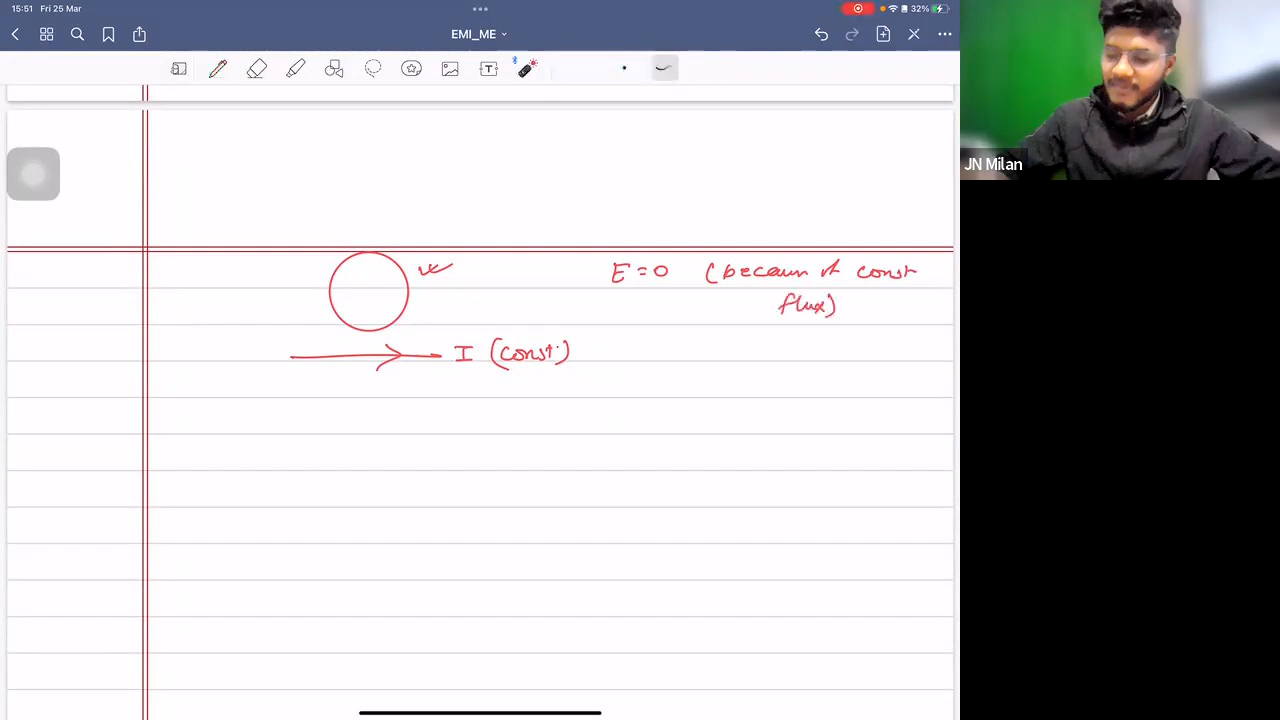 15:51 Fri 25 Mar
32%
EMI_ME
JN Milan
E = 0 (because of const
flux)
I (const.)